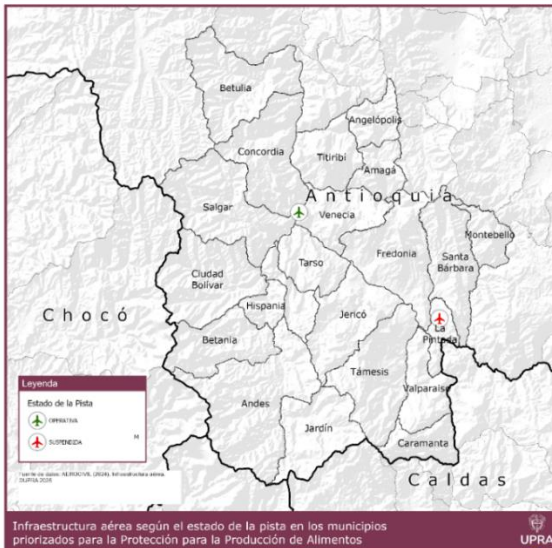 Betulia
Angelópolis
Concordia
Titiribí
Amagá
Antioquia
Salgar
Venecia
Montebello
Fredonia
Santa
Bárbara
Tarso
Ciudad
Bolívar
Hispania
Chocó
Jericó
La
Pintada
Betania
Támesis
Valparaiso
Andes
Jardín
Caramanta
Caldas
Leyenda
Estado de la Pista
OPERATIVA
SUSPENDIDA
M
Infraestructura aérea según el estado de la pista en los municipios
priorizados para la Protección para la Producción de Alimentos
UPRA